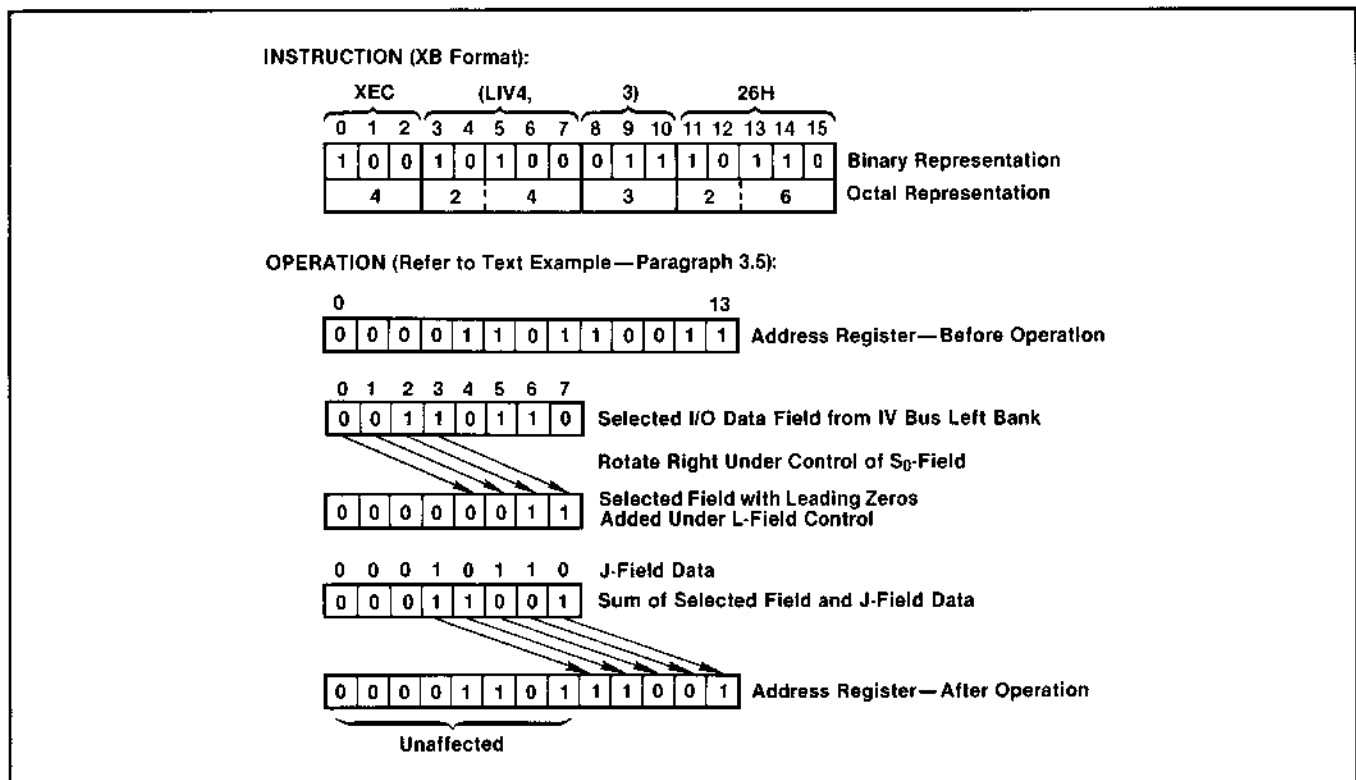 INSTRUCTION (XB Format):
XEC (LIV4, 3) 26H
0 1 2 3 4 5 6 7 8 9 10 11 12 13 14 15
1 0 0 1 0 1 0 0 0 1 1 1 0 1 1 0 Binary Representation
4 2 4 3 2 6 Octal Representation
OPERATION (Refer to Text Example—Paragraph 3.5):
0 13
0 0 0 0 1 1 0 1 1 0 0 1 1 Address Register—Before Operation
0 1 2 3 4 5 6 7
0 0 1 1 0 1 1 0 Selected I/O Data Field from IV Bus Left Bank
Rotate Right Under Control of S0-Field
0 0 0 0 0 0 1 1 Selected Field with Leading Zeros
Added Under L-Field Control
0 0 0 1 0 1 1 0 J-Field Data
0 0 0 1 1 0 0 1 Sum of Selected Field and J-Field Data
0 0 0 0 1 1 0 1 1 1 0 0 1 Address Register—After Operation
Unaffected